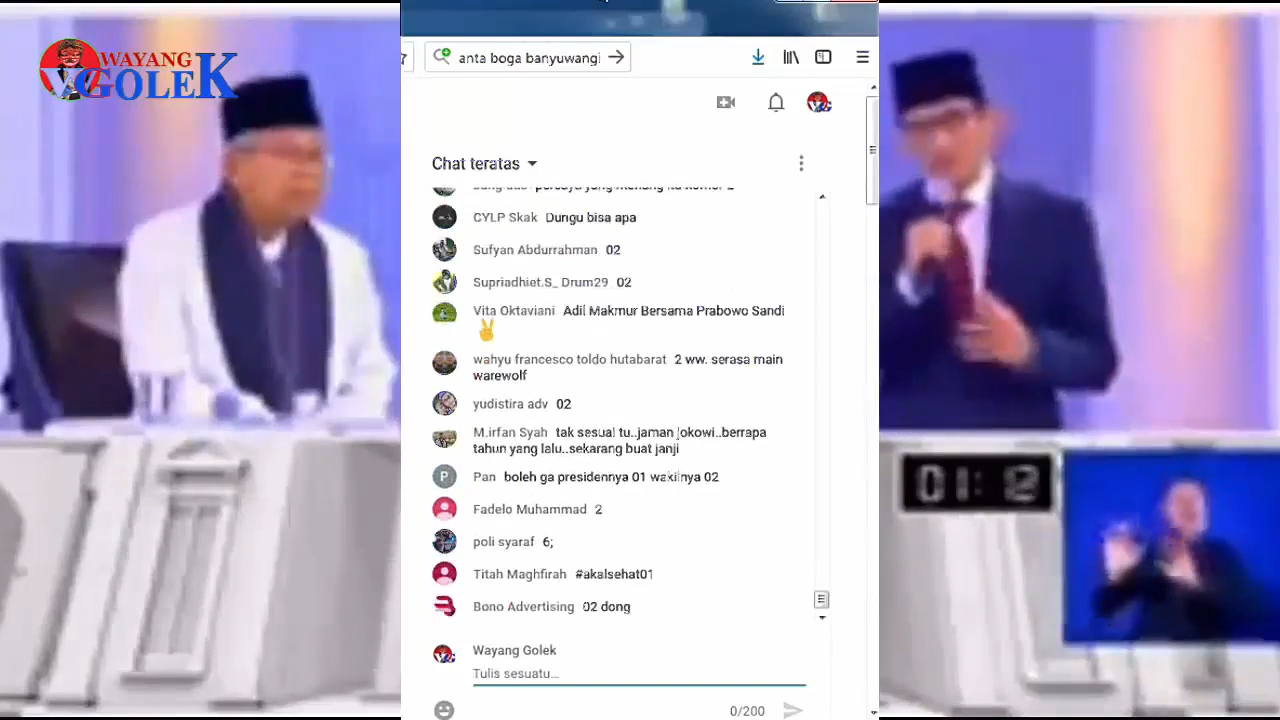 WAYANG
GOLEK
anta boga banyuwangi
Chat teratas
CYLP Skak Dungu bisa apa
Sufyan Abdurrahman 02
Supriadhiet.S_ Drum29 02
Vita Oktaviani Adil Makmur Bersama Prabowo Sandi
✌
wahyu francesco toldo hutabarat 2 ww. serasa main
warewolf
yudistira adv 02
M.irfan Syah tak sesual tu..jaman jokowi..berrapa
tahun yang lalu..sekarang buat janji
Pan boleh ga presidennya 01 wakilnya 02
P
Fadelo Muhammad 2
poli syaraf 6;
Titah Maghfirah #akalsehat01
Bono Advertising 02 dong
Wayang Golek
Tulis sesuatu...
0/200
01:12